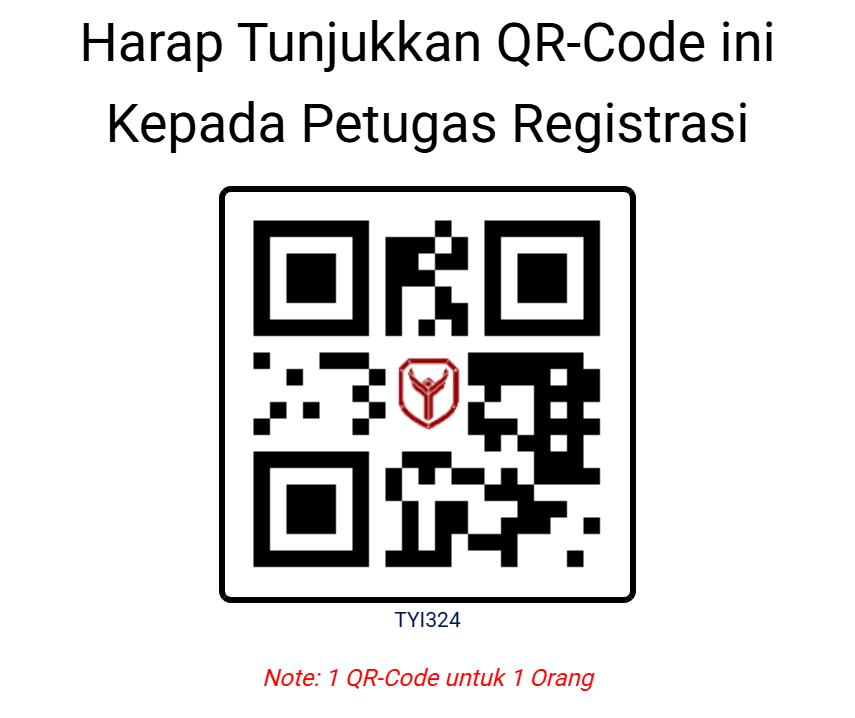 Harap Tunjukkan QR-Code ini
Kepada Petugas Registrasi
TYI324
Note: 1 QR-Code untuk 1 Orang